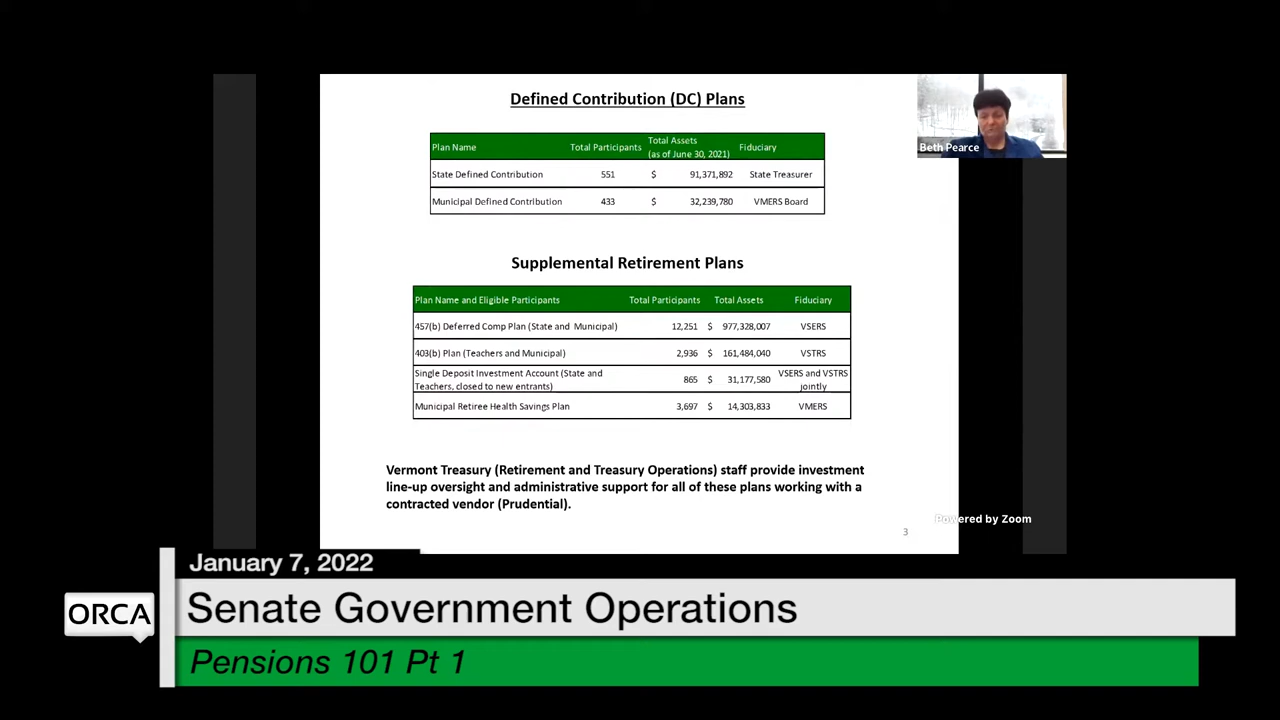 Defined Contribution (DC) Plans
Beth Pearce
Plan Name Total Participants Total Assets (as of June 30, 2021) Fiduciary
State Defined Contribution 551 $ 91,371,892 State Treasurer
Municipal Defined Contribution 433 $ 32,239,780 VMERS Board
Supplemental Retirement Plans
Plan Name and Eligible Participants Total Participants Total Assets Fiduciary
457(b) Deferred Comp Plan (State and Municipal) 12,251 $ 977,328,007 VSERS
403(b) Plan (Teachers and Municipal) 2,936 $ 161,484,040 VSTRS
Single Deposit Investment Account (State and
Teachers, closed to new entrants) 865 $ 31,177,580 VSERS and VSTRS jointly
Municipal Retiree Health Savings Plan 3,697 $ 14,303,833 VMERS
Vermont Treasury (Retirement and Treasury Operations) staff provide investment
line-up oversight and administrative support for all of these plans working with a
contracted vendor (Prudential).
3
Powered by Zoom
January 7, 2022
ORCA
Senate Government Operations
Pensions 101 Pt 1